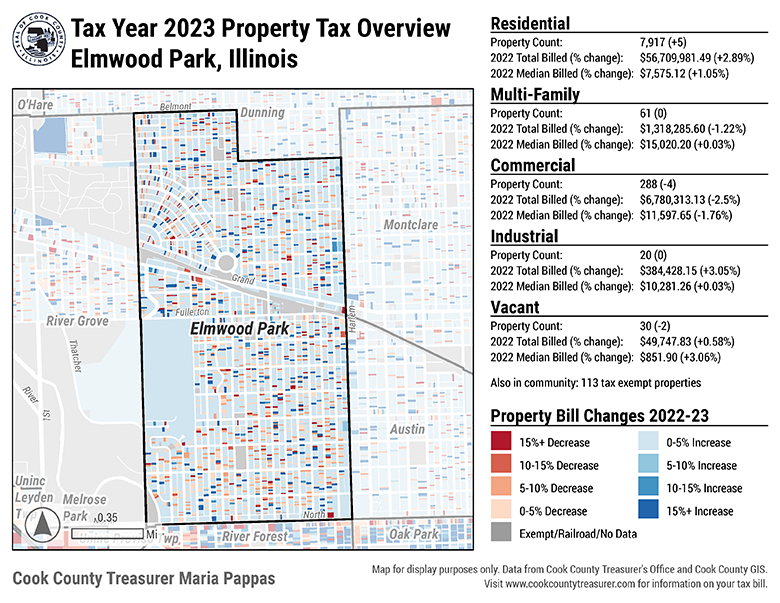 SEAL OF COOK COUNTY
ILLINOIS
Tax Year 2023 Property Tax Overview
Elmwood Park, Illinois
O'Hare
Belmont
Dunning
Montclare
Grand
Fullerton
River Grove
Elmwood Park
Harlem
Thatcher
River
171
Austin
Uninc
Leyden
Melrose
Park
North
N
0.35
Mi
Twp
River Forest
Oak Park
Residential
Property Count: 7,917 (+5)
2022 Total Billed (% change): $56,709,981.49 (+2.89%)
2022 Median Billed (% change): $7,575.12 (+1.05%)
Multi-Family
Property Count: 61 (0)
2022 Total Billed (% change): $1,318,285.60 (-1.22%)
2022 Median Billed (% change): $15,020.20 (+0.03%)
Commercial
Property Count: 288 (-4)
2022 Total Billed (% change): $6,780,313.13 (-2.5%)
2022 Median Billed (% change): $11,597.65 (-1.76%)
Industrial
Property Count: 20 (0)
2022 Total Billed (% change): $384,428.15 (+3.05%)
2022 Median Billed (% change): $10,281.26 (+0.03%)
Vacant
Property Count: 30 (-2)
2022 Total Billed (% change): $49,747.83 (+0.58%)
2022 Median Billed (% change): $851.90 (+3.06%)
Also in community: 113 tax exempt properties
Property Bill Changes 2022-23
15%+ Decrease
10-15% Decrease
5-10% Decrease
0-5% Decrease
Exempt/Railroad/No Data
0-5% Increase
5-10% Increase
10-15% Increase
15%+ Increase
Cook County Treasurer Maria Pappas
Map for display purposes only. Data from Cook County Treasurer's Office and Cook County GIS.
Visit www.cookcountytreasurer.com for information on your tax bill.